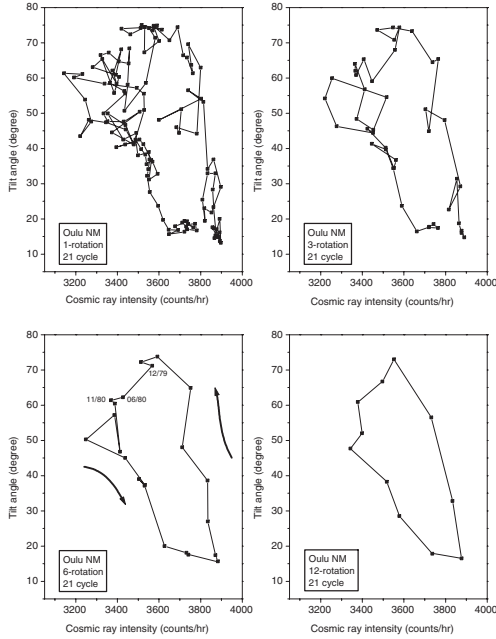 80
70
60
50
40
30
20
10
Tilt angle (degree)
Oulu NM
1-rotation
21 cycle
3200 3400 3600 3800 4000
Cosmic ray intensity (counts/hr)
80
70
60
50
40
30
20
10
Tilt angle (degree)
Oulu NM
3-rotation
21 cycle
3200 3400 3600 3800 4000
Cosmic ray intensity (counts/hr)
80
70
60
50
40
30
20
10
Tilt angle (degree)
12/79
11/80
06/80
Oulu NM
6-rotation
21 cycle
3200 3400 3600 3800 4000
Cosmic ray intensity (counts/hr)
80
70
60
50
40
30
20
10
Tilt angle (degree)
Oulu NM
12-rotation
21 cycle
3200 3400 3600 3800 4000
Cosmic ray intensity (counts/hr)